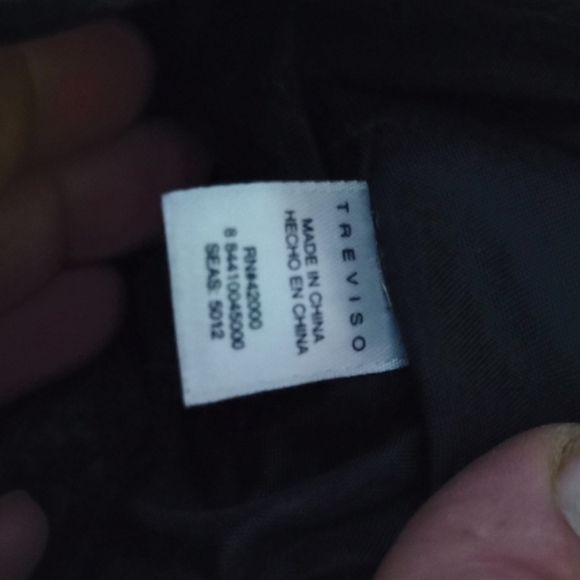 TREVISO
MADE IN CHINA
HECHO EN CHINA
RN#42000
8 84410045000
SEAS: 5012